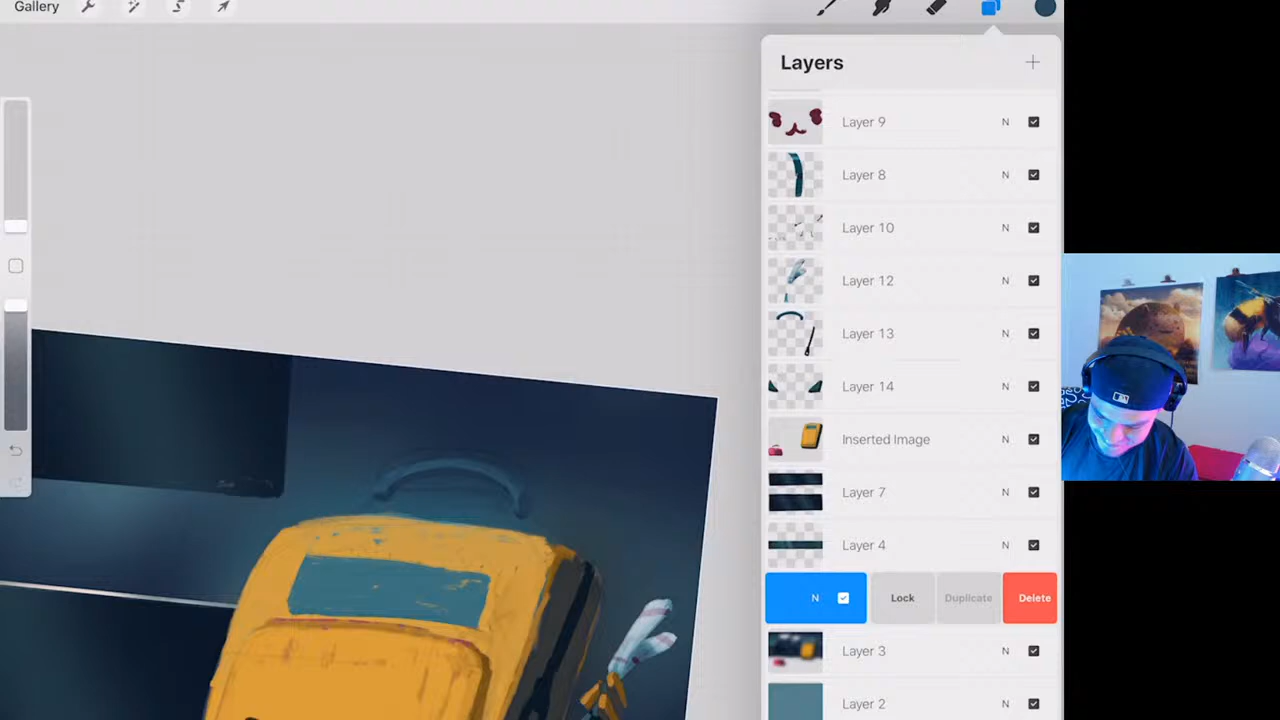 Gallery
Layers
Layer 9 N
Layer 8 N
Layer 10 N
Layer 12 N
Layer 13 N
Layer 14 N
Inserted Image N
Layer 7 N
Layer 4 N
N Lock Duplicate Delete
Layer 3 N
Layer 2 N